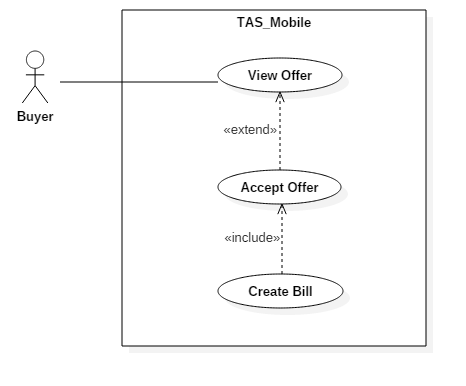 TAS_Mobile
View Offer
Buyer
«extend»
Accept Offer
«include»
Create Bill